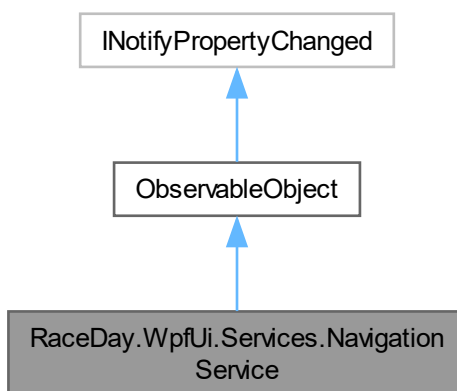 INotifyPropertyChanged
ObservableObject
RaceDay.WpfUi.Services.Navigation
Service